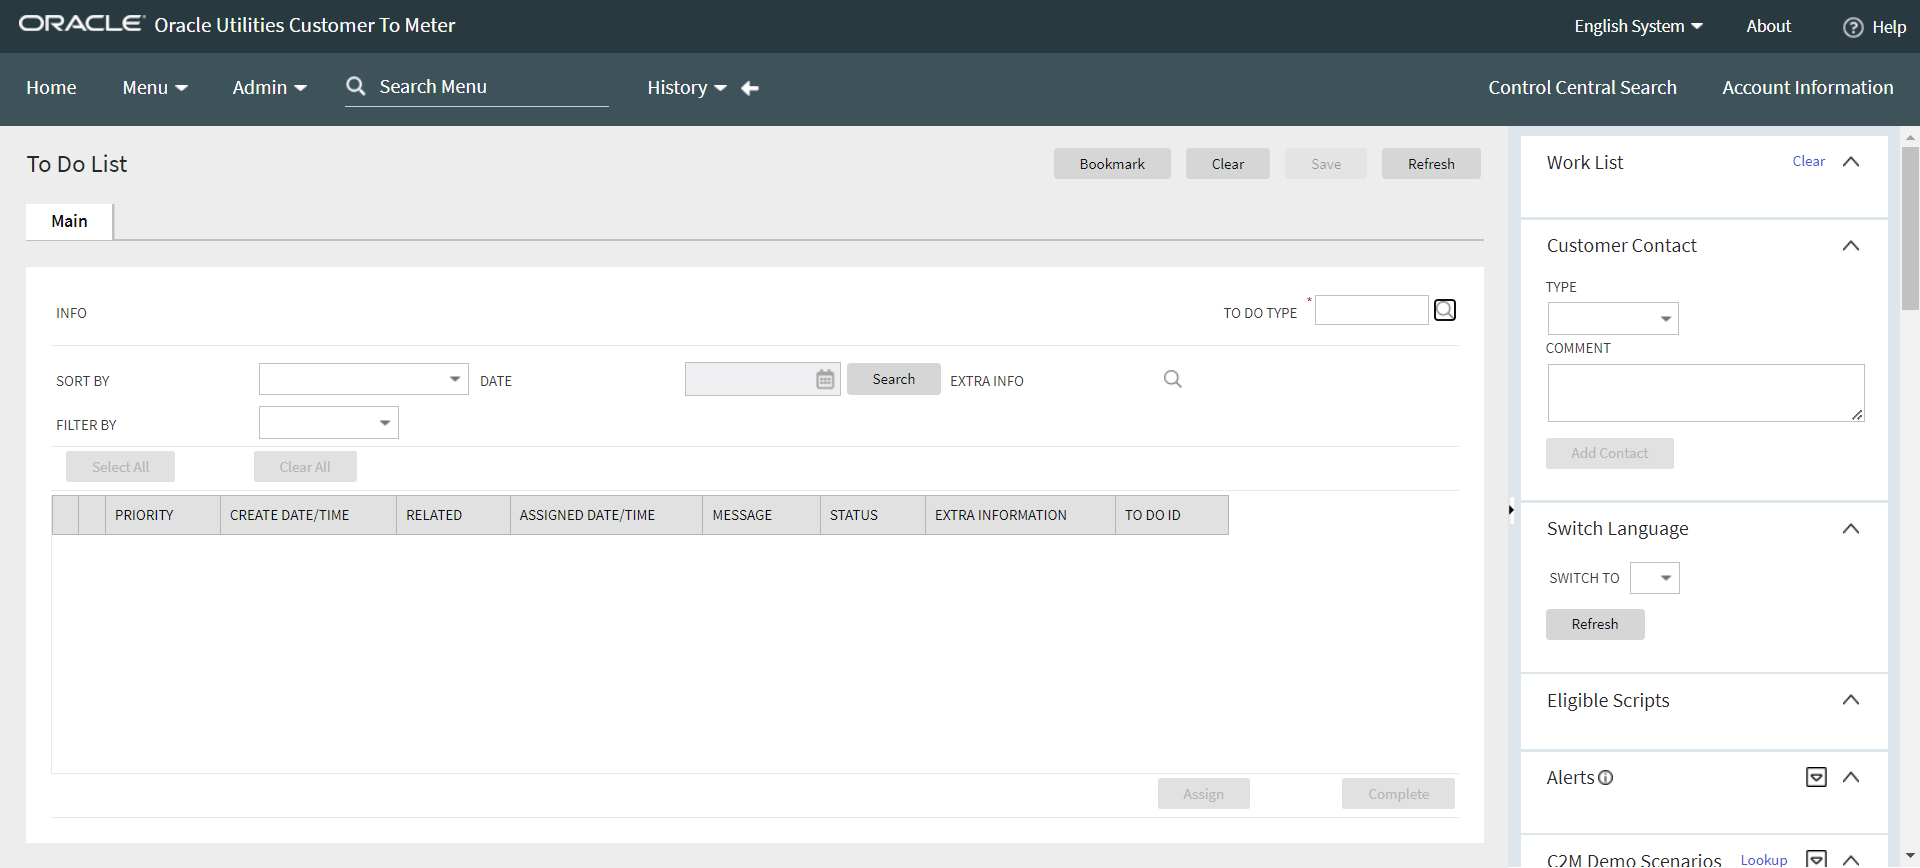 ORACLE Oracle Utilities Customer To Meter
English System About Help
Home Menu Admin Search Menu History Control Central Search Account Information
To Do List
Bookmark Clear Save Refresh
Main
INFO TO DO TYPE *
SORT BY DATE Search EXTRA INFO
FILTER BY
Select All Clear All
PRIORITY CREATE DATE/TIME RELATED ASSIGNED DATE/TIME MESSAGE STATUS EXTRA INFORMATION TO DO ID
Assign Complete
Work List Clear
Customer Contact
TYPE
COMMENT
Add Contact
Switch Language
SWITCH TO
Refresh
Eligible Scripts
Alerts
C2M Demo Scenarios Lookup